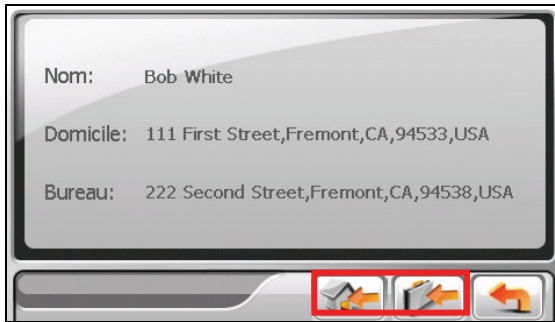 Nom: Bob White
Domicile: 111 First Street,Fremont,CA,94533,USA
Bureau: 222 Second Street,Fremont,CA,94538,USA